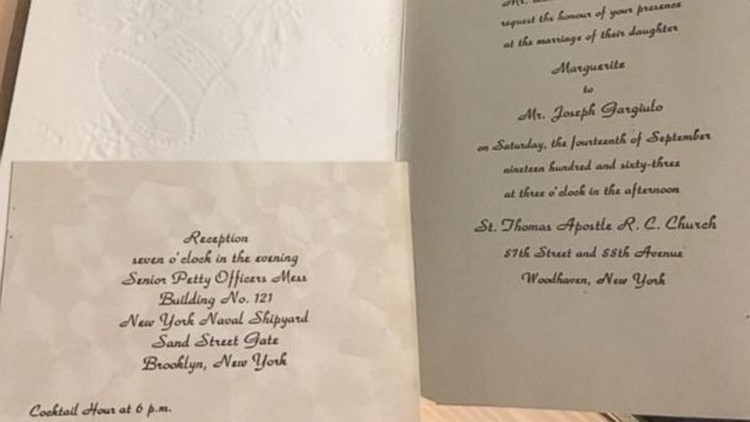 Reception
seven o'clock in the evening
Senior Petty Officers Mess
Building No. 121
New York Naval Shipyard
Sand Street Gate
Brooklyn, New York
Cocktail Hour at 6 p.m.
Mr.
request the honour of your presence
at the marriage of their daughter
Marguerite
to
Mr. Joseph Gargiulo
on Saturday, the fourteenth of September
nineteen hundred and sixty-three
at three o'clock in the afternoon
St. Thomas Apostle R. C. Church
87th Street and 88th Avenue
Woodhaven, New York